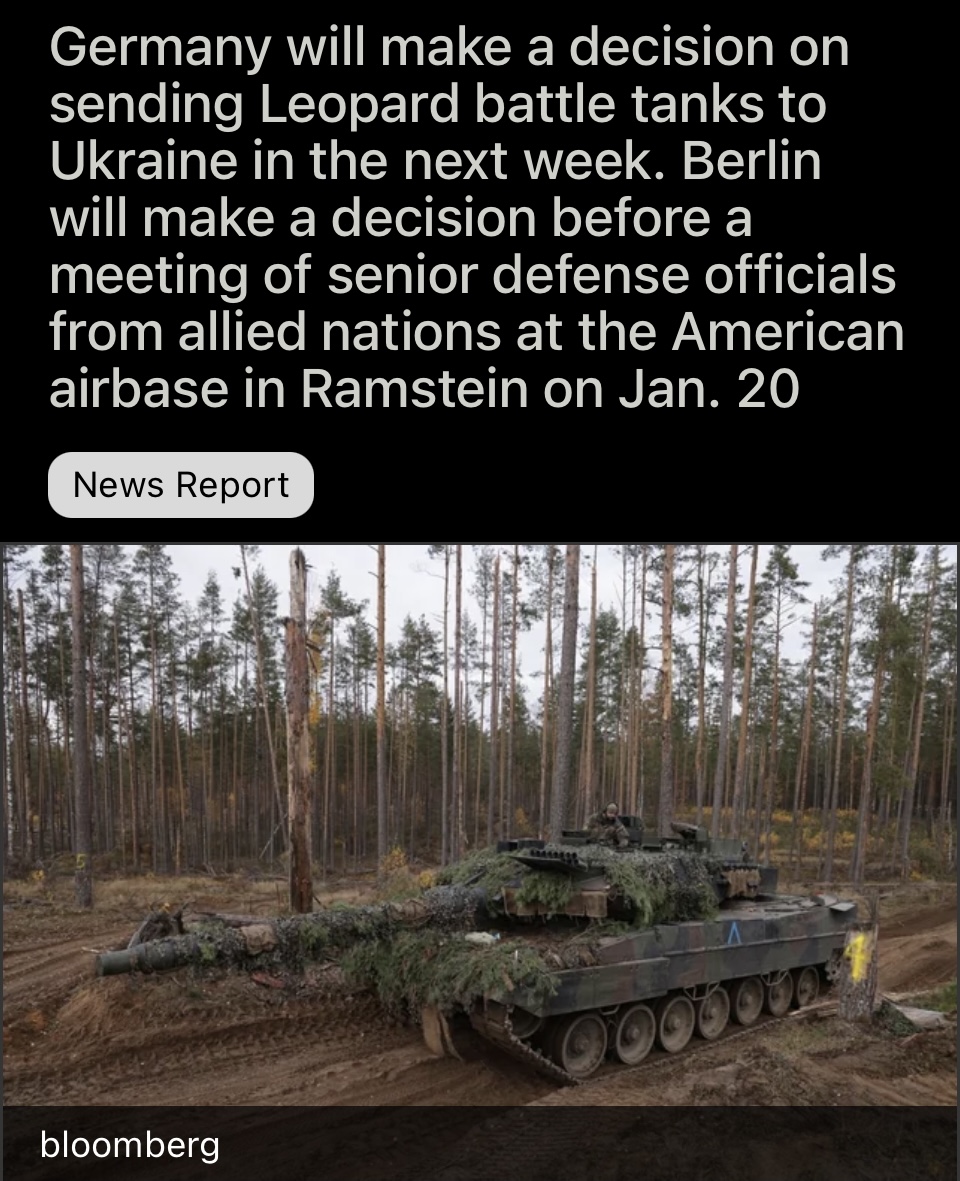 Germany will make a decision on
sending Leopard battle tanks to
Ukraine in the next week. Berlin
will make a decision before a
meeting of senior defense officials
from allied nations at the American
airbase in Ramstein on Jan. 20
News Report
bloomberg